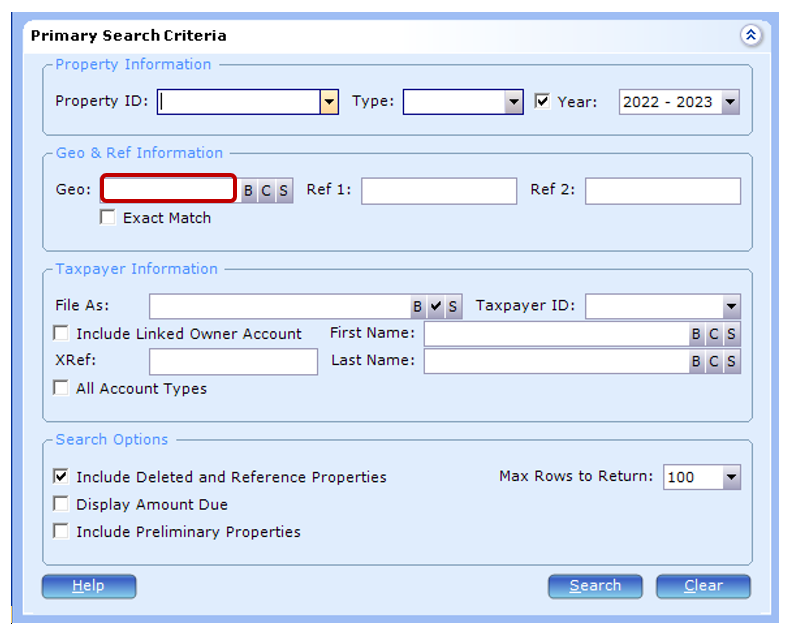 Primary Search Criteria
Property Information
Property ID: Type: Year: 2022 - 2023
Geo & Ref Information
Geo: B C S Ref 1: Ref 2:
Exact Match
Taxpayer Information
File As: B S Taxpayer ID:
Include Linked Owner Account First Name: B C S
XRef: Last Name: B C S
All Account Types
Search Options
Include Deleted and Reference Properties Max Rows to Return: 100
Display Amount Due
Include Preliminary Properties
Help Search Clear